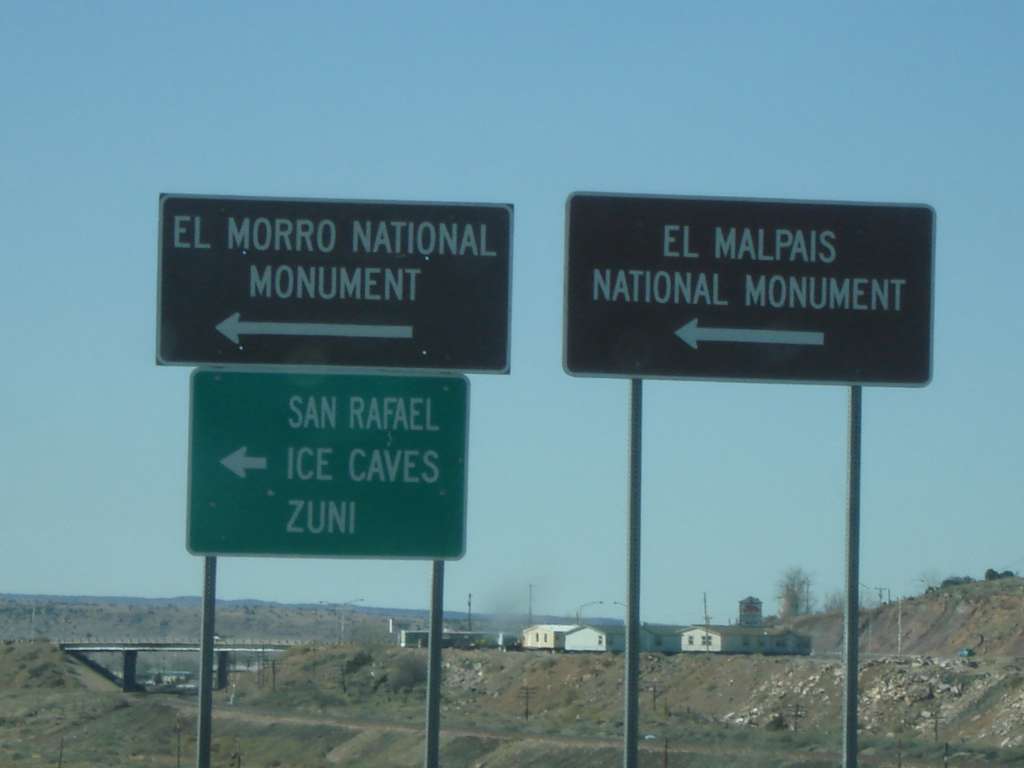 EL MORRO NATIONAL
MONUMENT
SAN RAFAEL
ICE CAVES
ZUNI
EL MALPAIS
NATIONAL MONUMENT